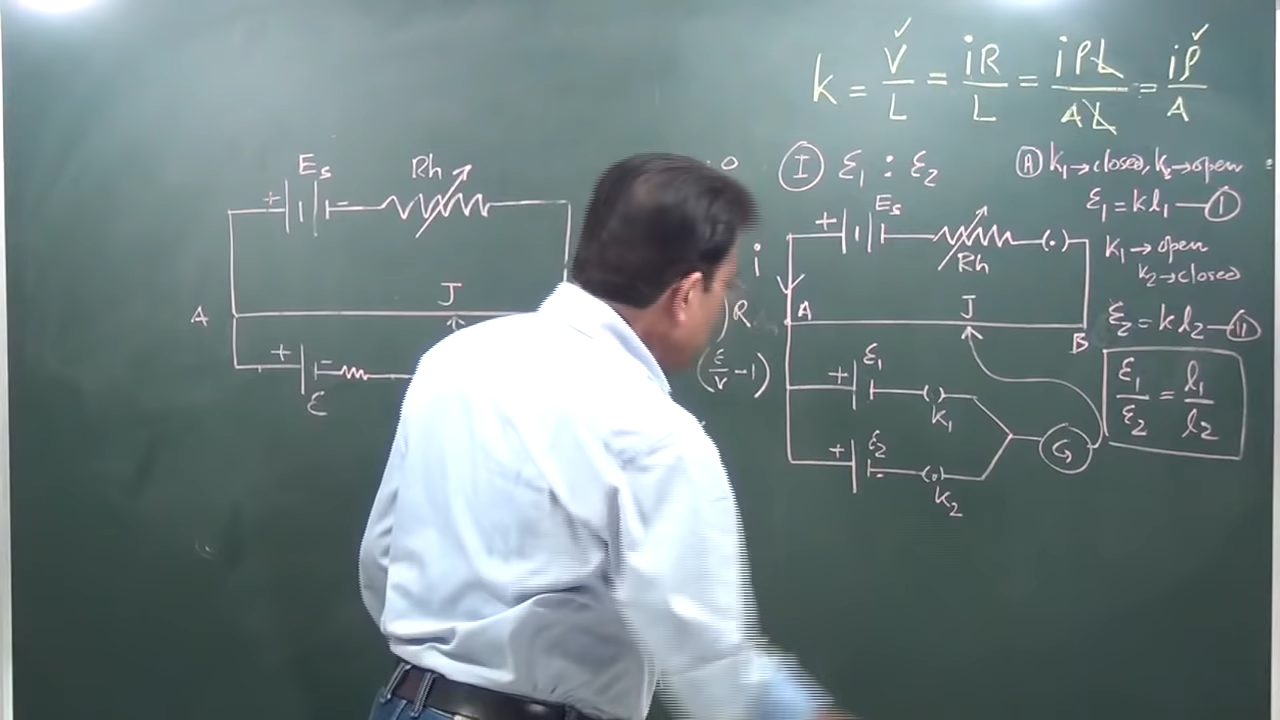 k = V/L = iR/L = iρL/AL = iρ/A
I ε₁ : ε₂
A k₁→closed, k₂→open
ε₁ = kl₁ — I
k₁→open
k₂→closed
ε₂ = kl₂ — II
ε₁/ε₂ = l₁/l₂
Es
+ -
Rh
A
J
+ -
ε
R
(ε/V - 1)
i
+
Es
Rh
A
J
B
+
ε₁
k₁
+
ε₂
k₂
G